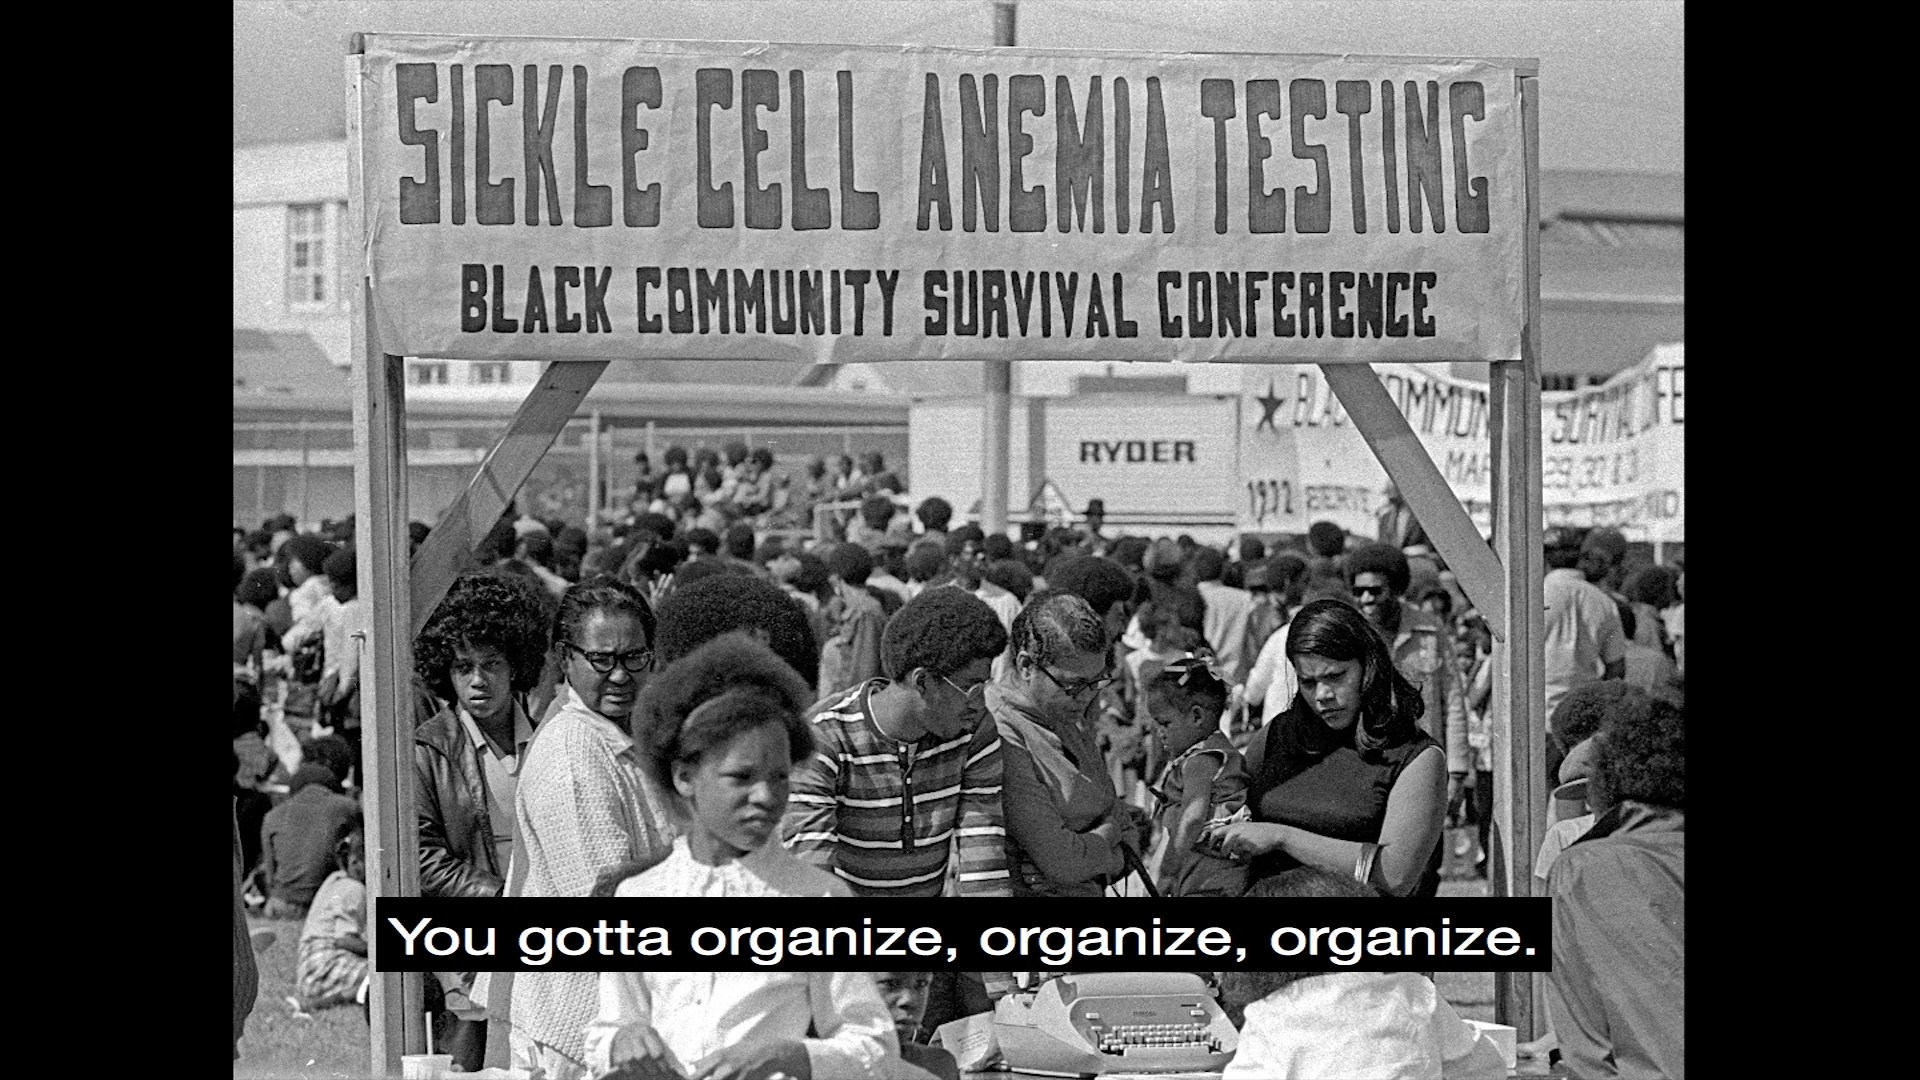 SICKLE CELL ANEMIA TESTING
BLACK COMMUNITY SURVIVAL CONFERENCE
RYDER
1972
You gotta organize, organize, organize.